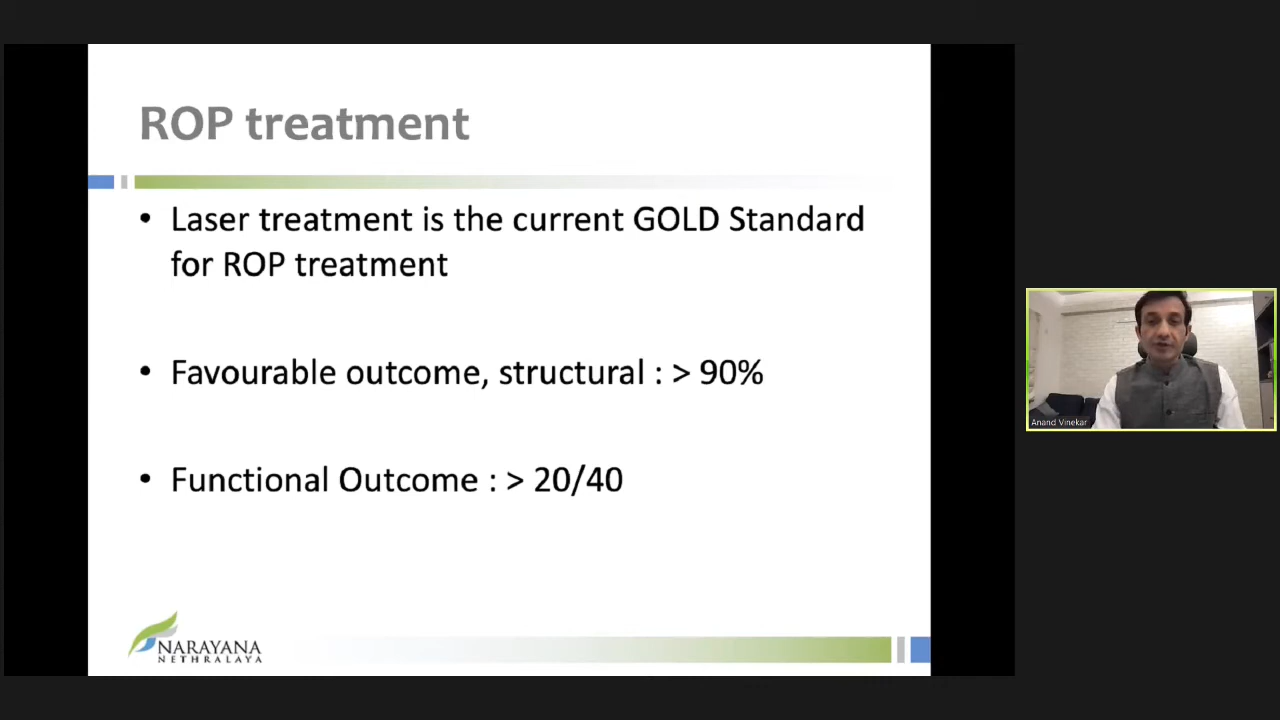 ROP treatment
• Laser treatment is the current GOLD Standard
for ROP treatment
• Favourable outcome, structural : > 90%
• Functional Outcome : > 20/40
NARAYANA
NETHRALAYA
Anand Vinekar